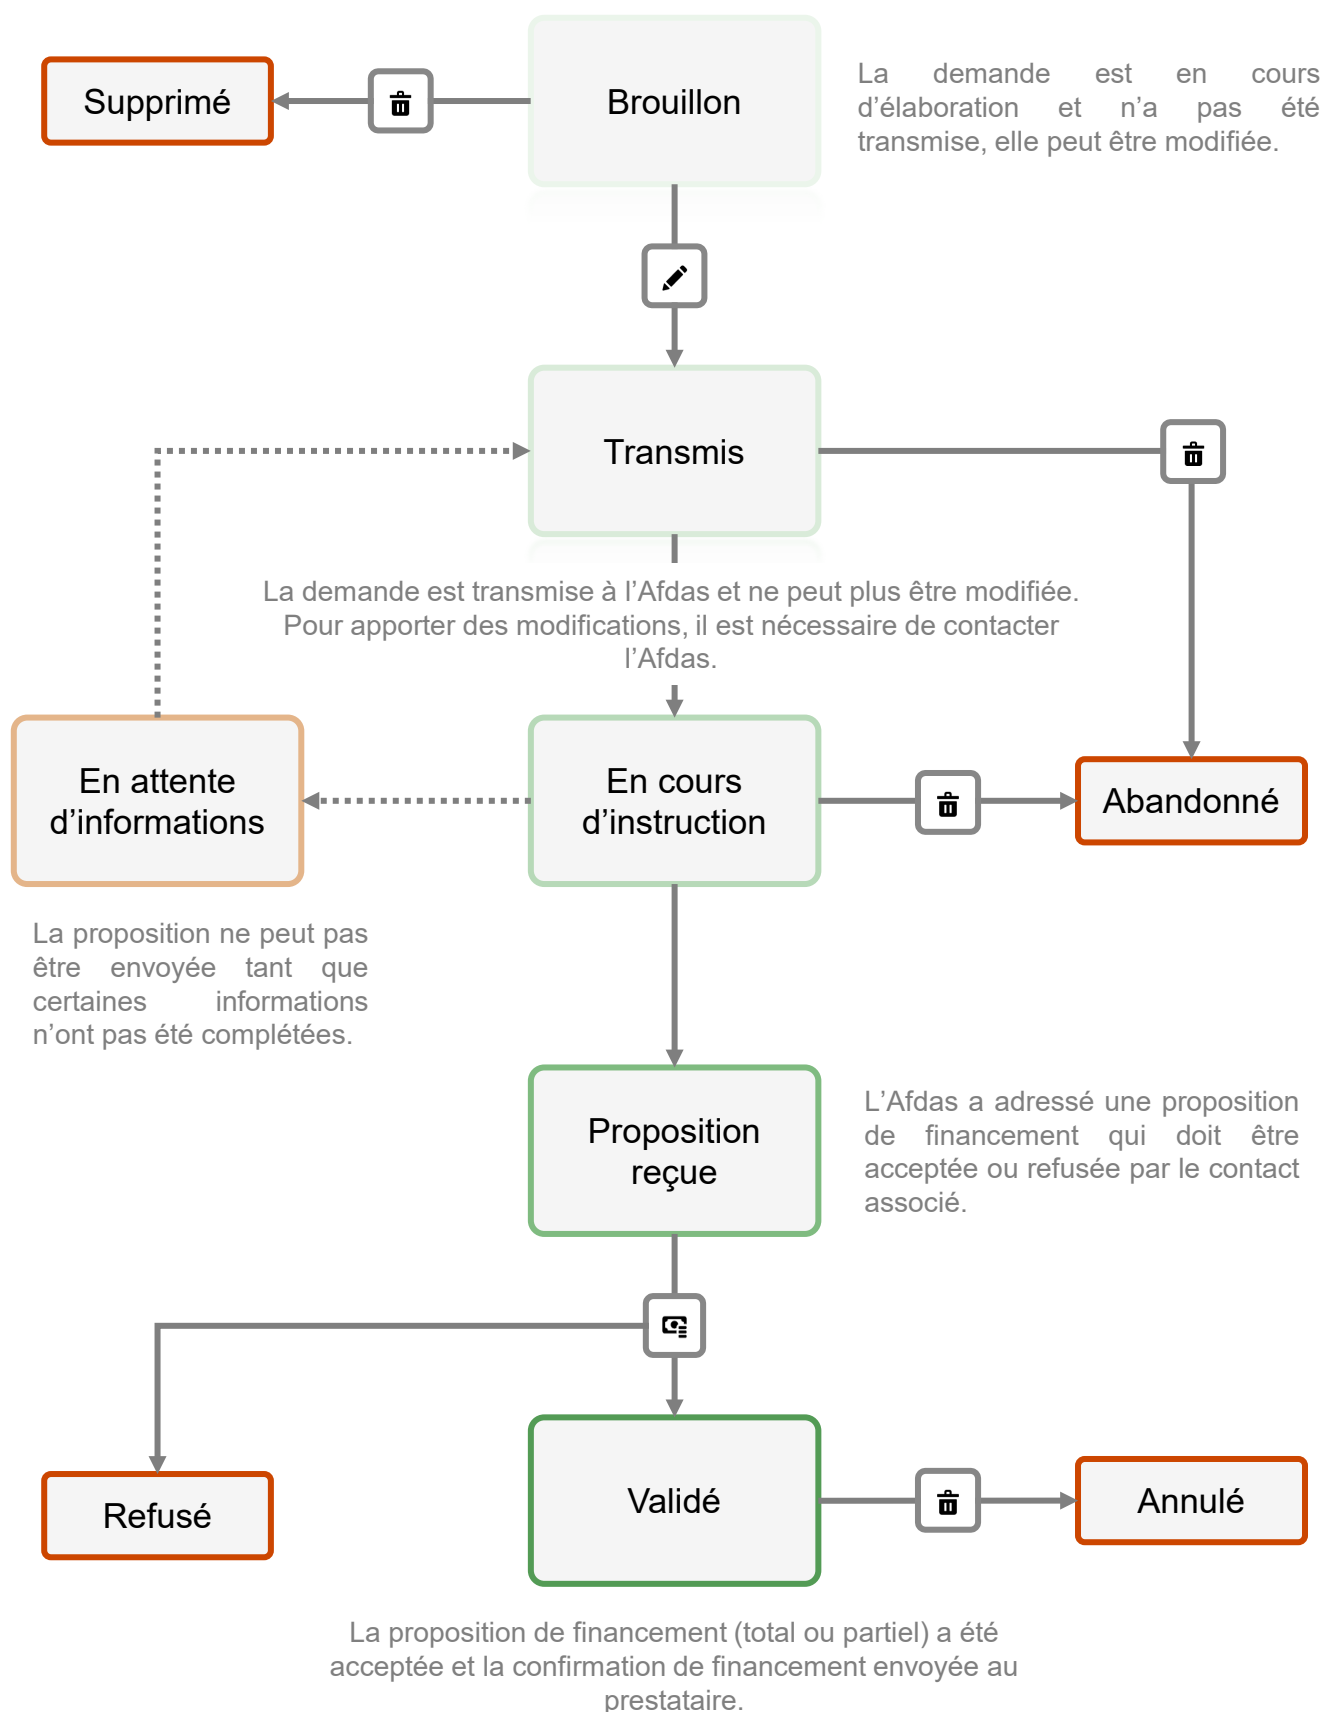 Supprimé
Brouillon
La demande est en cours
d’élaboration et n’a pas été
transmise, elle peut être modifiée.
Transmis
La demande est transmise à l’Afdas et ne peut plus être modifiée.
Pour apporter des modifications, il est nécessaire de contacter
l’Afdas.
En attente
d’informations
En cours
d’instruction
Abandonné
La proposition ne peut pas
être envoyée tant que
certaines informations
n’ont pas été complétées.
Proposition
reçue
L’Afdas a adressé une proposition
de financement qui doit être
acceptée ou refusée par le contact
associé.
Refusé
Validé
Annulé
La proposition de financement (total ou partiel) a été
acceptée et la confirmation de financement envoyée au
prestataire.